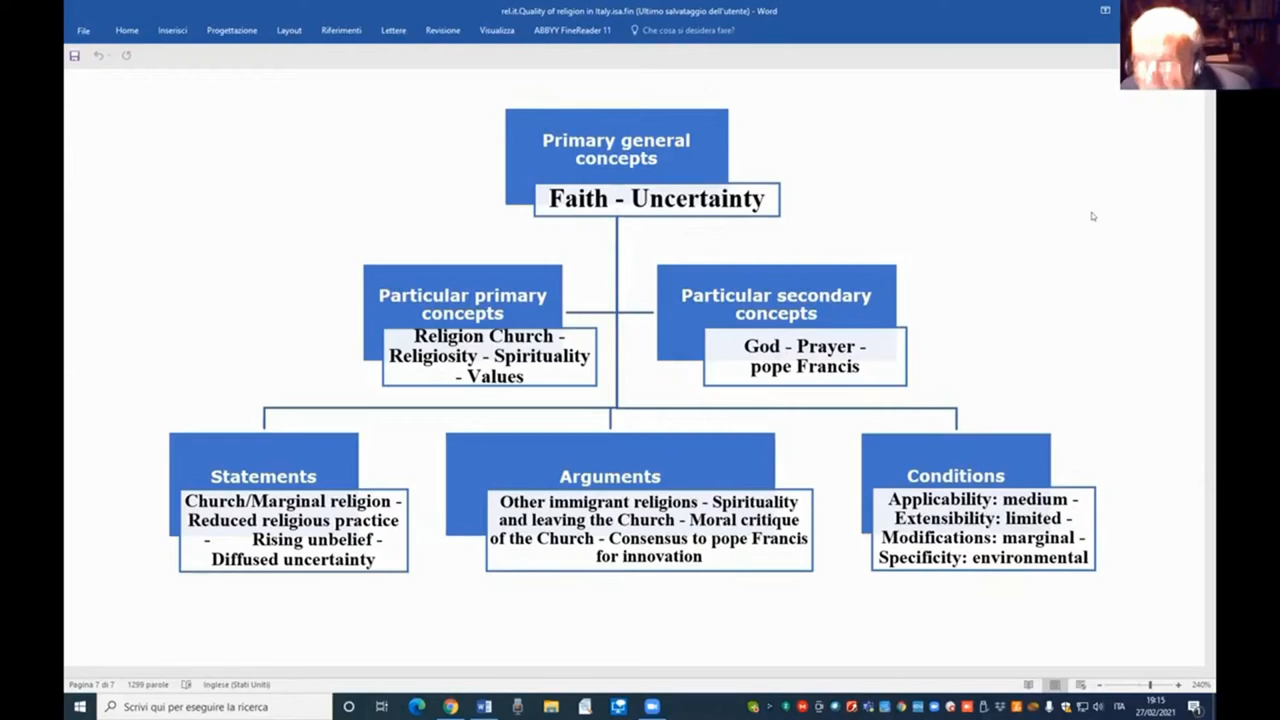 rel.it.Quality of religion in Italy.isa.fin (Ultimo salvataggio dell'utente) - Word
File Home Inserisci Progettazione Layout Riferimenti Lettere Revisione Visualizza ABBYY FineReader 11 Che cosa si desidera fare?
Primary general
concepts
Faith - Uncertainty
Particular primary
concepts
Religion Church -
Religiosity - Spirituality
- Values
Particular secondary
concepts
God - Prayer -
pope Francis
Statements
Church/Marginal religion -
Reduced religious practice
- Rising unbelief -
Diffused uncertainty
Arguments
Other immigrant religions - Spirituality
and leaving the Church - Moral critique
of the Church - Consensus to pope Francis
for innovation
Conditions
Applicability: medium -
Extensibility: limited -
Modifications: marginal -
Specificity: environmental
Pagina 7 di 7 1299 parole Inglese (Stati Uniti) 240%
Scrivi qui per eseguire la ricerca
ITA
19:15
27/02/2021